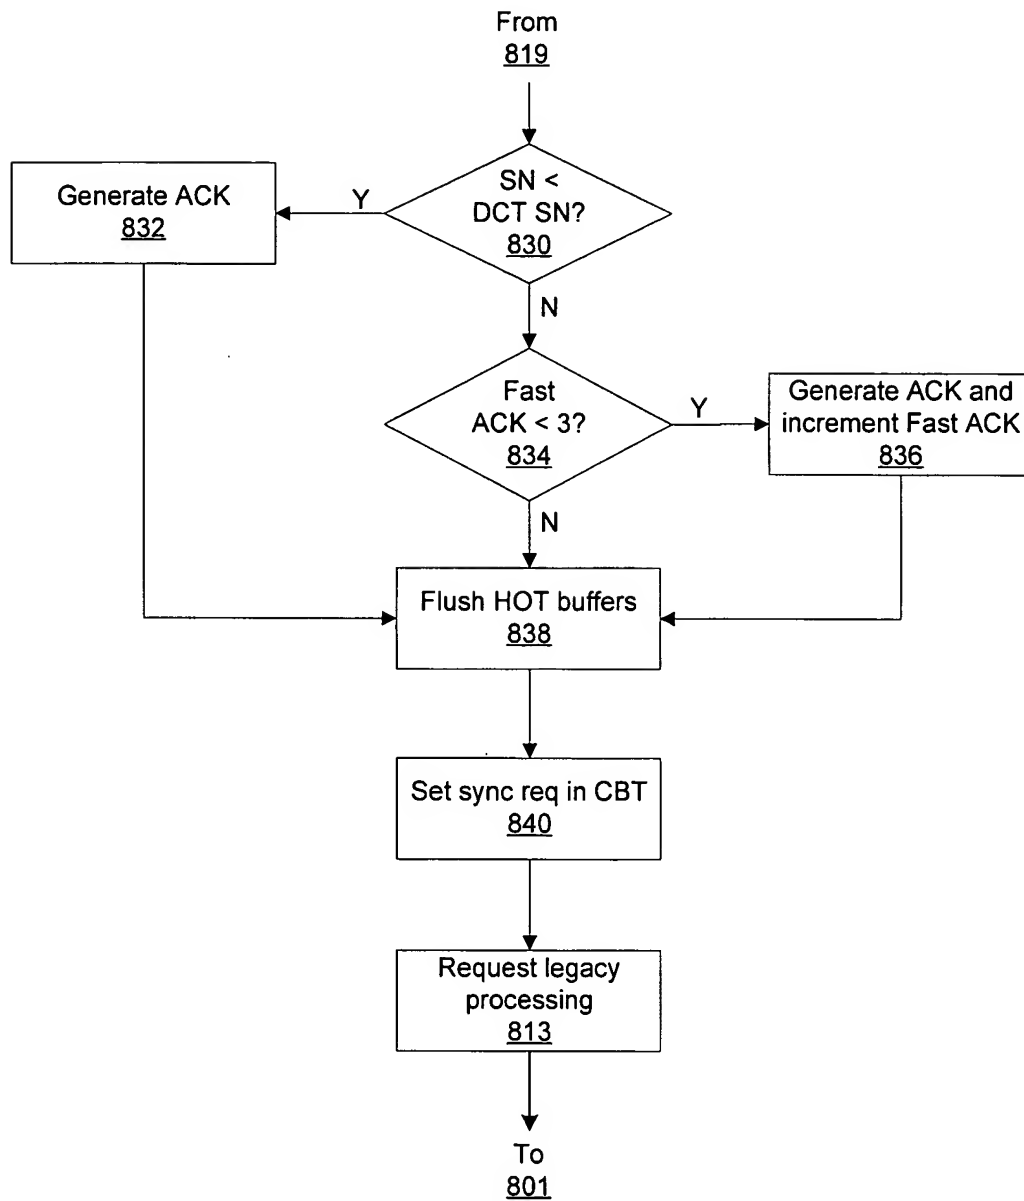 From
819
SN <
DCT SN?
830
Y
Generate ACK
832
N
Fast
ACK < 3?
834
Y
Generate ACK and
increment Fast ACK
836
N
Flush HOT buffers
838
Set sync req in CBT
840
Request legacy
processing
813
To
801